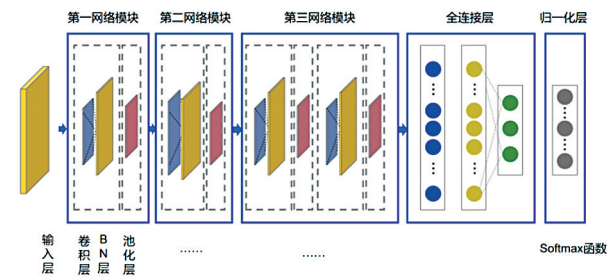 第一网络模块 第二网络模块 第三网络模块 全连接层 归一化层
输入层
卷积层
BN层
池化层
......
......
Softmax函数